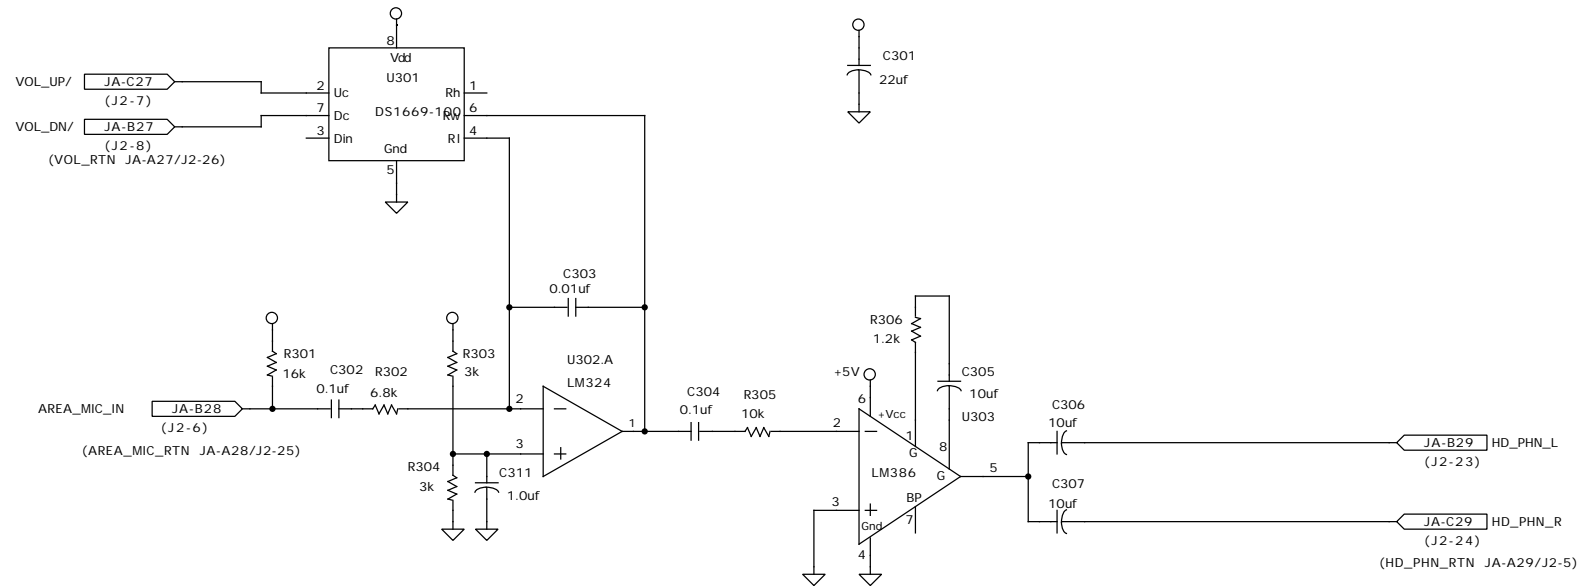 8
Vdd
U301
VOL_UP/ JA-C27
(J2-7)
2 Uc
Rh 1
7 Dc
DS1669-100
Rw 6
VOL_DN/ JA-B27
(J2-8)
(VOL_RTN JA-A27/J2-26)
3 Din
Rl 4
Gnd
5
C301
22uf
C303
0.01uf
R301
16k
C302
0.1uf
R302
6.8k
R303
3k
U302.A
LM324
AREA_MIC_IN JA-B28
(J2-6)
(AREA_MIC_RTN JA-A28/J2-25)
2
−
3
+
1
R304
3k
C311
1.0uf
C304
0.1uf
R305
10k
R306
1.2k
+5V
C305
10uf
U303
6
+Vcc
2
−
1
G
8
G
LM386
5
BP
7
3
+
Gnd
4
C306
10uf
JA-B29 HD_PHN_L
(J2-23)
C307
10uf
JA-C29 HD_PHN_R
(J2-24)
(HD_PHN_RTN JA-A29/J2-5)